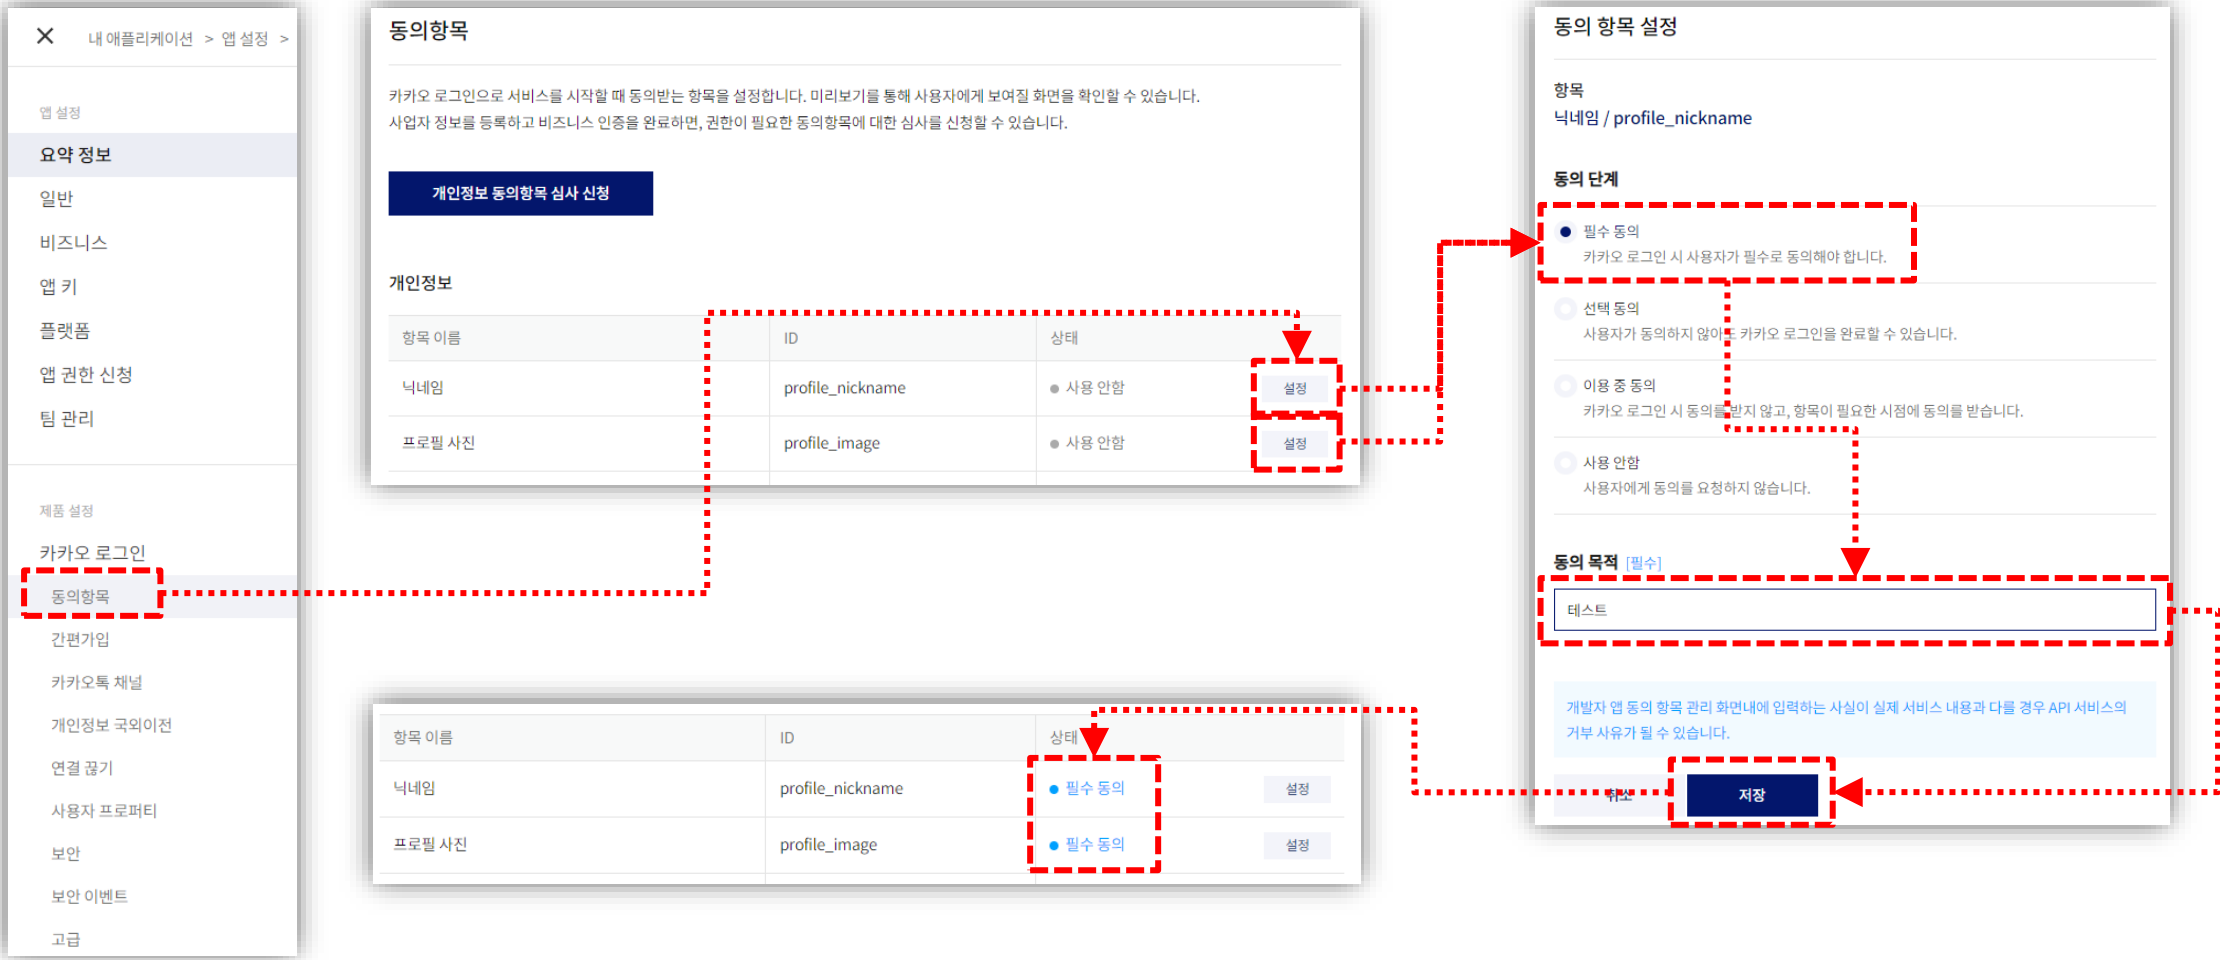 내 애플리케이션 > 앱 설정 >
앱 설정
요약 정보
일반
비즈니스
앱 키
플랫폼
앱 권한 신청
팀 관리
제품 설정
카카오 로그인
동의항목
간편가입
카카오톡 채널
개인정보 국외이전
연결 끊기
사용자 프로퍼티
보안
보안 이벤트
고급
동의항목
카카오 로그인으로 서비스를 시작할 때 동의받는 항목을 설정합니다. 미리보기를 통해 사용자에게 보여질 화면을 확인할 수 있습니다.
사업자 정보를 등록하고 비즈니스 인증을 완료하면, 권한이 필요한 동의항목에 대한 심사를 신청할 수 있습니다.
개인정보 동의항목 심사 신청
개인정보
항목 이름 ID 상태
닉네임 profile_nickname 사용 안함 설정
프로필 사진 profile_image 사용 안함 설정
항목 이름 ID 상태
닉네임 profile_nickname 필수 동의 설정
프로필 사진 profile_image 필수 동의 설정
동의 항목 설정
항목
닉네임 / profile_nickname
동의 단계
필수 동의
카카오 로그인 시 사용자가 필수로 동의해야 합니다.
선택 동의
사용자가 동의하지 않아도 카카오 로그인을 완료할 수 있습니다.
이용 중 동의
카카오 로그인 시 동의를 받지 않고, 항목이 필요한 시점에 동의를 받습니다.
사용 안함
사용자에게 동의를 요청하지 않습니다.
동의 목적 [필수]
테스트
개발자 앱 동의 항목 관리 화면내에 입력하는 사실이 실제 서비스 내용과 다를 경우 API 서비스의
거부 사유가 될 수 있습니다.
취소 저장